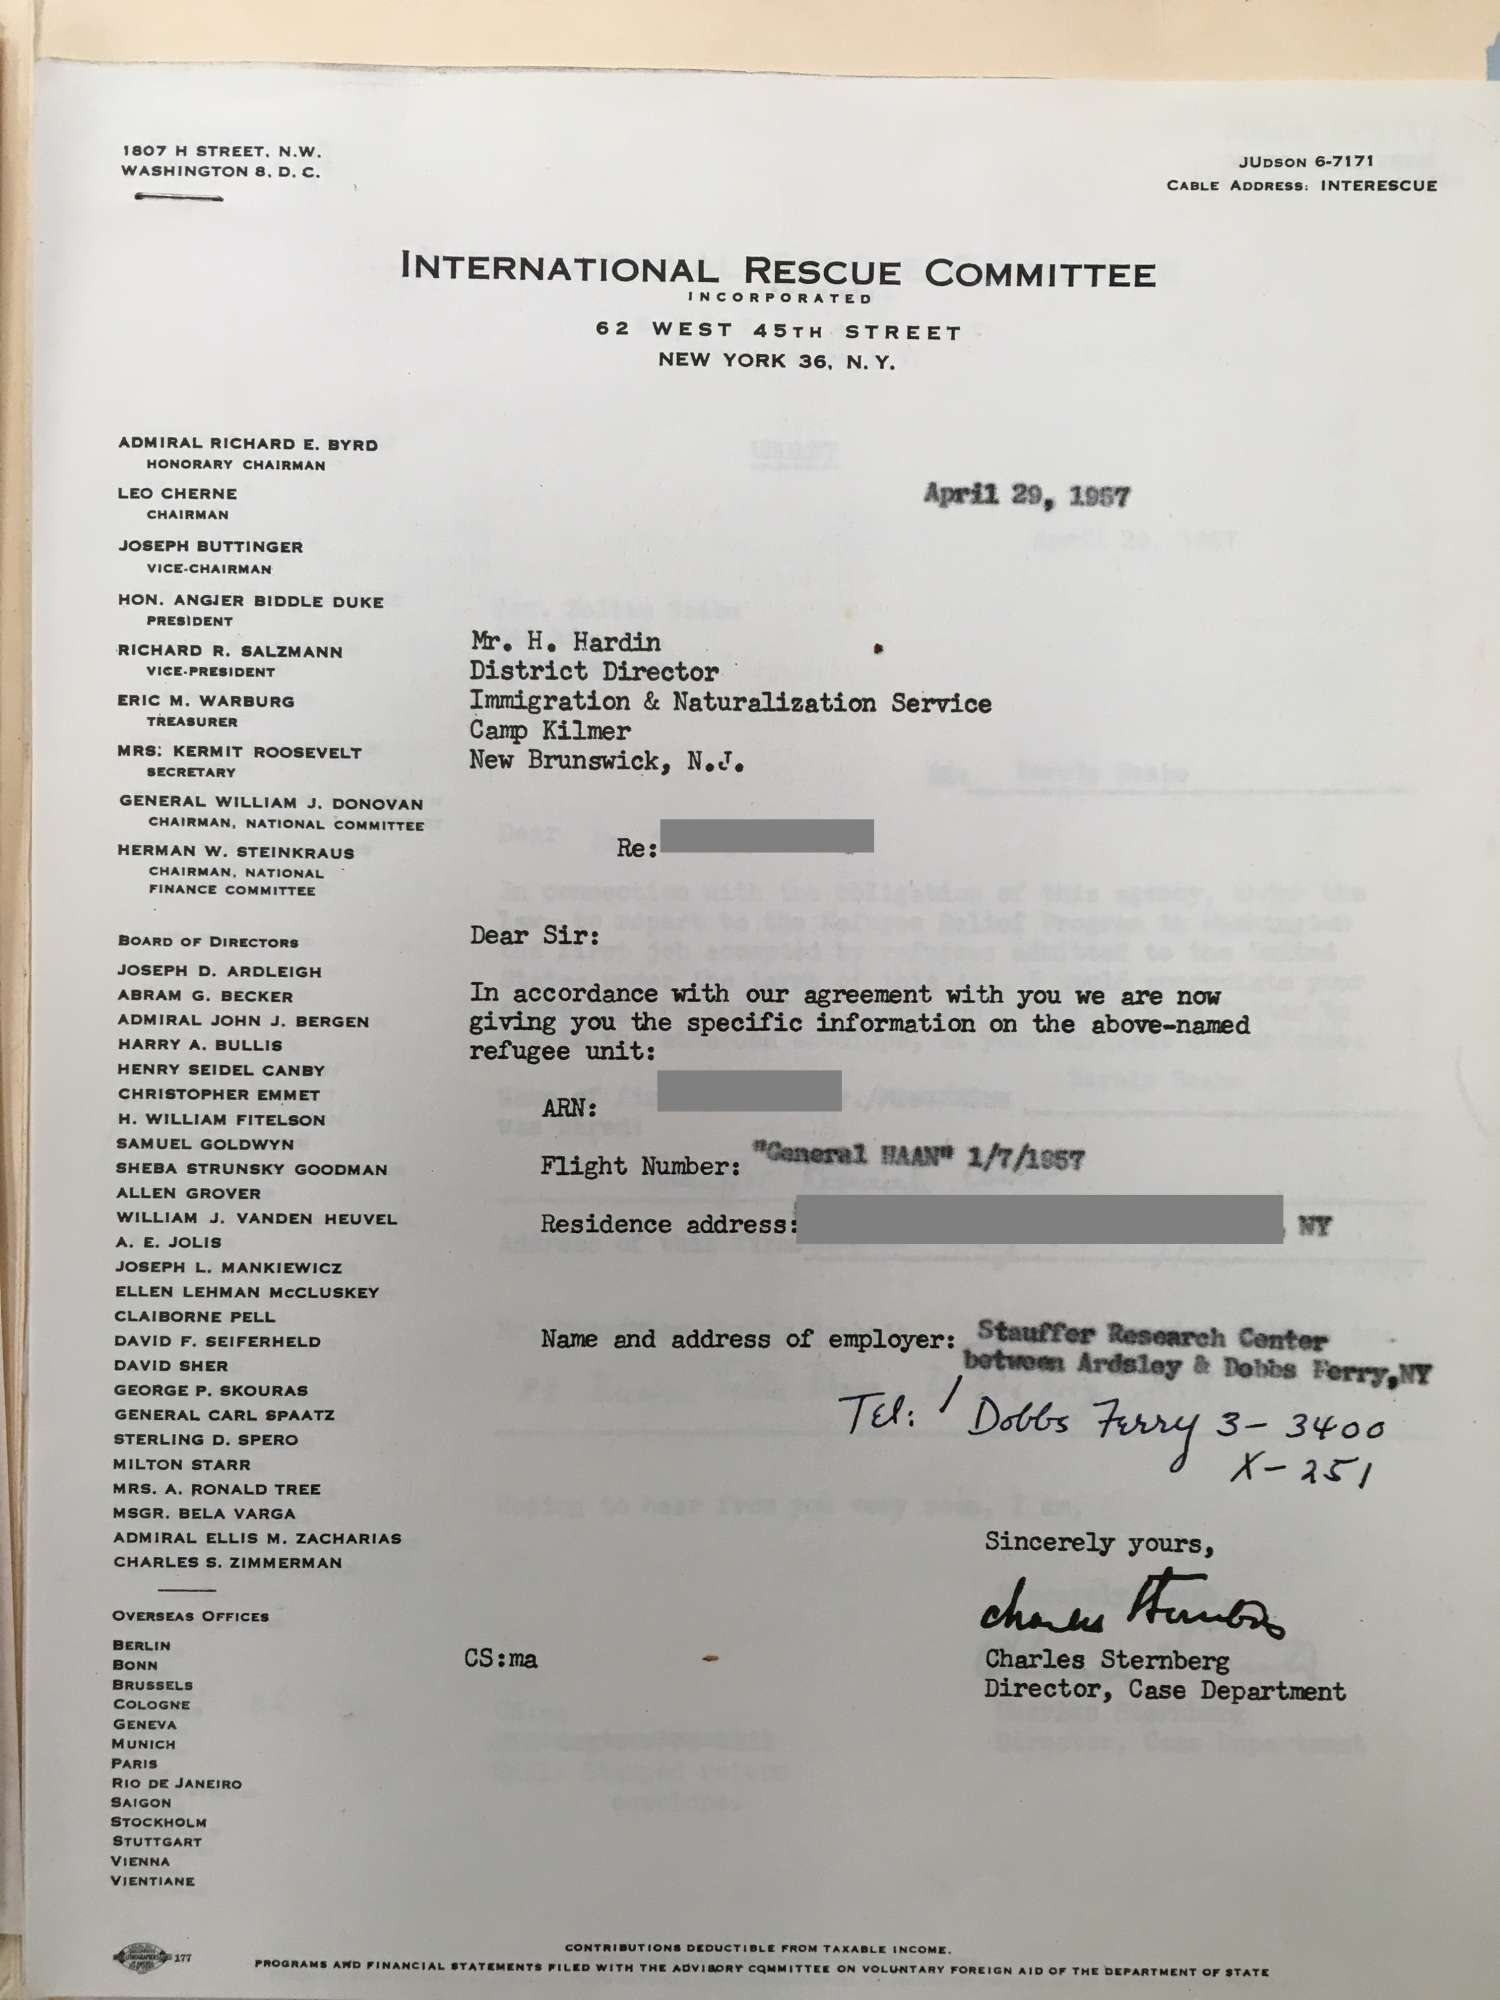 1807 H STREET, N.W.
WASHINGTON 8, D. C.
JUDSON 6-7171
CABLE ADDRESS: INTERESCUE
INTERNATIONAL RESCUE COMMITTEE
INCORPORATED
62 WEST 45TH STREET
NEW YORK 36, N. Y.
ADMIRAL RICHARD E. BYRD
HONORARY CHAIRMAN
LEO CHERNE
CHAIRMAN
JOSEPH BUTTINGER
VICE-CHAIRMAN
HON. ANGIER BIDDLE DUKE
PRESIDENT
RICHARD R. SALZMANN
VICE-PRESIDENT
ERIC M. WARBURG
TREASURER
MRS. KERMIT ROOSEVELT
SECRETARY
GENERAL WILLIAM J. DONOVAN
CHAIRMAN, NATIONAL COMMITTEE
HERMAN W. STEINKRAUS
CHAIRMAN, NATIONAL
FINANCE COMMITTEE
BOARD OF DIRECTORS
JOSEPH D. ARDLEIGH
ABRAM G. BECKER
ADMIRAL JOHN J. BERGEN
HARRY A. BULLIS
HENRY SEIDEL CANBY
CHRISTOPHER EMMET
H. WILLIAM FITELSON
SAMUEL GOLDWYN
SHEBA STRUNSKY GOODMAN
ALLEN GROVER
WILLIAM J. VANDEN HEUVEL
A. E. JOLIS
JOSEPH L. MANKIEWICZ
ELLEN LEHMAN McCLUSKEY
CLAIBORNE PELL
DAVID F. SEIFERHELD
DAVID SHER
GEORGE P. SKOURAS
GENERAL CARL SPAATZ
STERLING D. SPERO
MILTON STARR
MRS. A. RONALD TREE
MSGR. BELA VARGA
ADMIRAL ELLIS M. ZACHARIAS
CHARLES S. ZIMMERMAN
OVERSEAS OFFICES
BERLIN
BONN
BRUSSELS
COLOGNE
GENEVA
MUNICH
PARIS
RIO DE JANEIRO
SAIGON
STOCKHOLM
STUTTGART
VIENNA
VIENTIANE
April 29, 1957
Mr. H. Hardin
District Director
Immigration & Naturalization Service
Camp Kilmer
New Brunswick, N.J.
Re:
Dear Sir:
In accordance with our agreement with you we are now
giving you the specific information on the above-named
refugee unit:
ARN:
Flight Number: "General HAAN" 1/7/1957
Residence address: NY
Name and address of employer: Stauffer Research Center
between Ardsley & Dobbs Ferry,NY
Tel: Dobbs Ferry 3-3400
X-251
Sincerely yours,
Charles Sternberg
Charles Sternberg
Director, Case Department
CS:ma
177
CONTRIBUTIONS DEDUCTIBLE FROM TAXABLE INCOME.
PROGRAMS AND FINANCIAL STATEMENTS FILED WITH THE ADVISORY COMMITTEE ON VOLUNTARY FOREIGN AID OF THE DEPARTMENT OF STATE